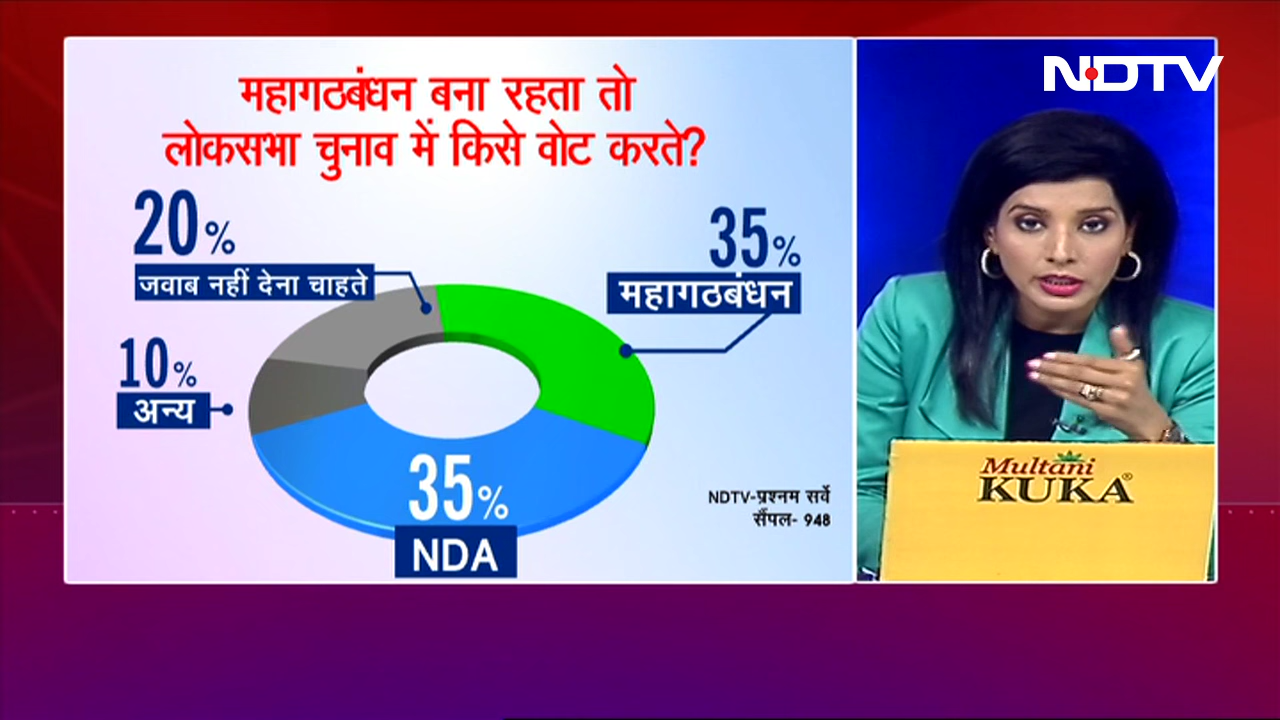 महागठबंधन बना रहता तो
लोकसभा चुनाव में किसे वोट करते?
20%
जवाब नहीं देना चाहते
35%
महागठबंधन
10%
अन्य
35%
NDA
NDTV-प्रश्नम सर्वे
सैंपल- 948
NDTV
Multani
KUKA®